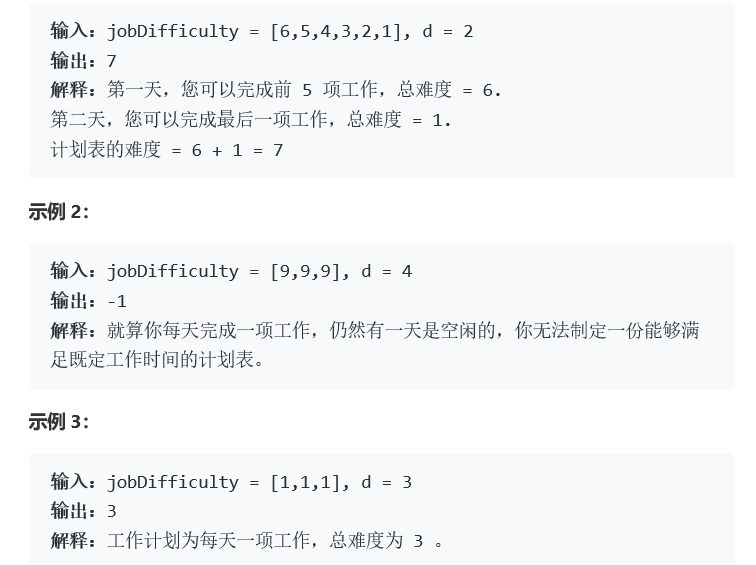 输入：jobDifficulty = [6,5,4,3,2,1], d = 2
输出：7
解释：第一天，您可以完成前 5 项工作，总难度 = 6.
第二天，您可以完成最后一项工作，总难度 = 1.
计划表的难度 = 6 + 1 = 7
示例 2：
输入：jobDifficulty = [9,9,9], d = 4
输出：-1
解释：就算你每天完成一项工作，仍然有一天是空闲的，你无法制定一份能够满
足既定工作时间的计划表。
示例 3：
输入：jobDifficulty = [1,1,1], d = 3
输出：3
解释：工作计划为每天一项工作，总难度为 3 。